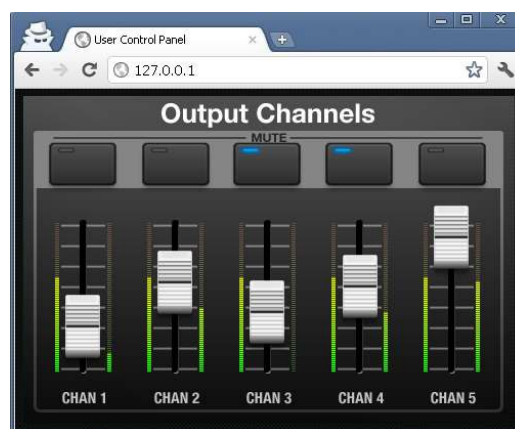 User Control Panel
127.0.0.1
Output Channels
MUTE
CHAN 1 CHAN 2 CHAN 3 CHAN 4 CHAN 5